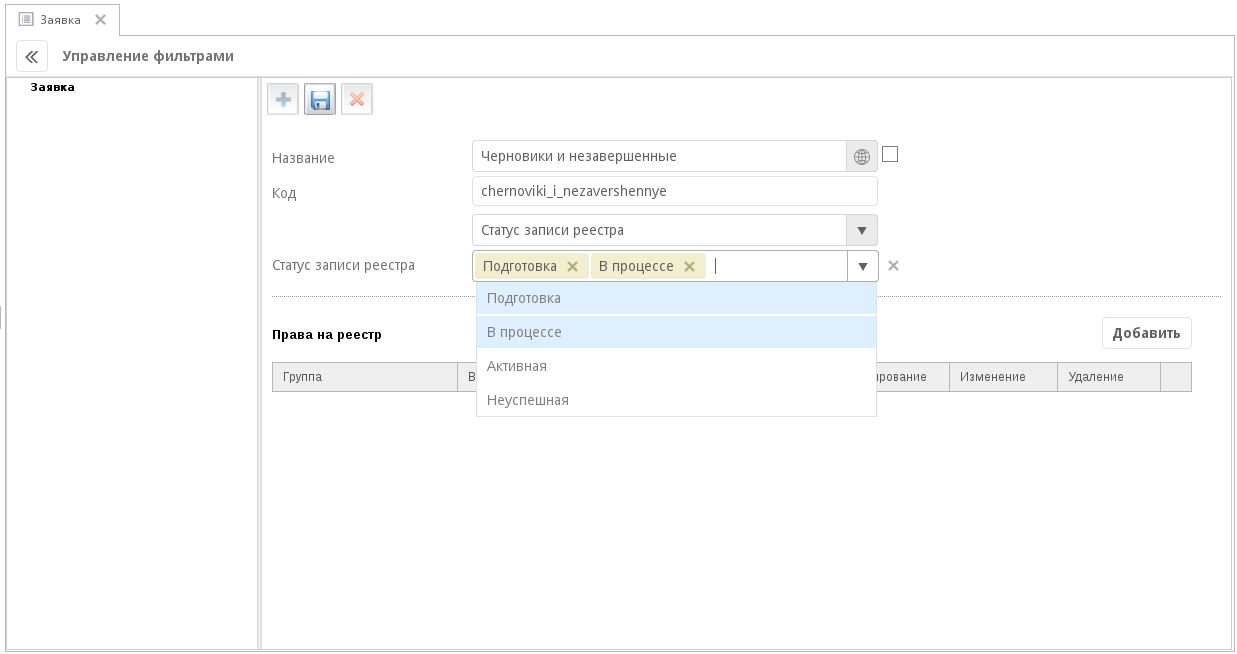 Заявка
Управление фильтрами
Заявка
Название
Черновики и незавершенные
Код
chernoviki_i_nezavershennye
Статус записи реестра
Статус записи реестра
Подготовка В процессе
Подготовка
В процессе
Активная
Неуспешная
Права на реестр
Добавить
Группа В рование Изменение Удаление